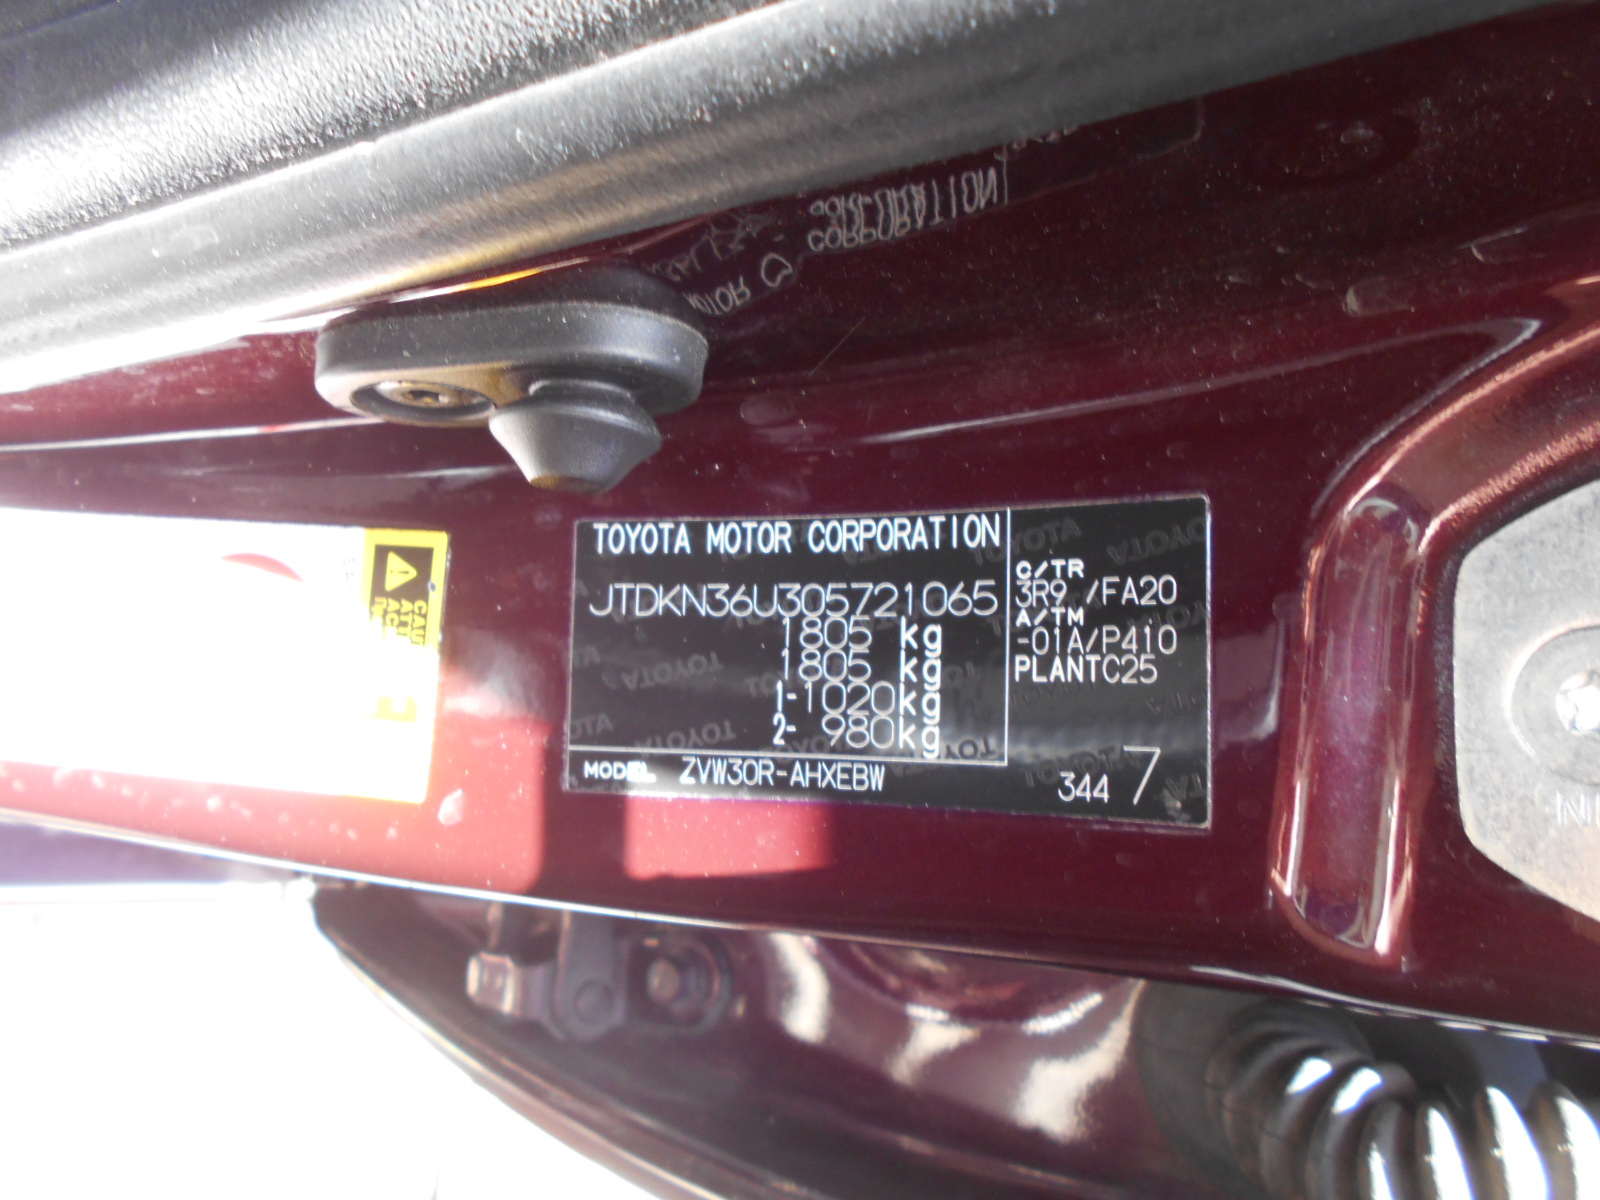 TOYOTA MOTOR CORPORATION
JTDKN36U305721065
1805 kg
1805 kg
1-1020kg
2- 980kg
MODEL ZVW30R-AHXEBW
C/TR
3R9 /FA20
A/TM
-01A/P410
PLANTC25
344 7